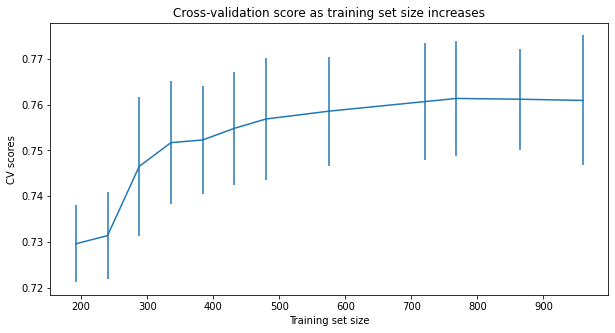 Cross-validation score as training set size increases
CV scores
0.77
0.76
0.75
0.74
0.73
0.72
200 300 400 500 600 700 800 900
Training set size